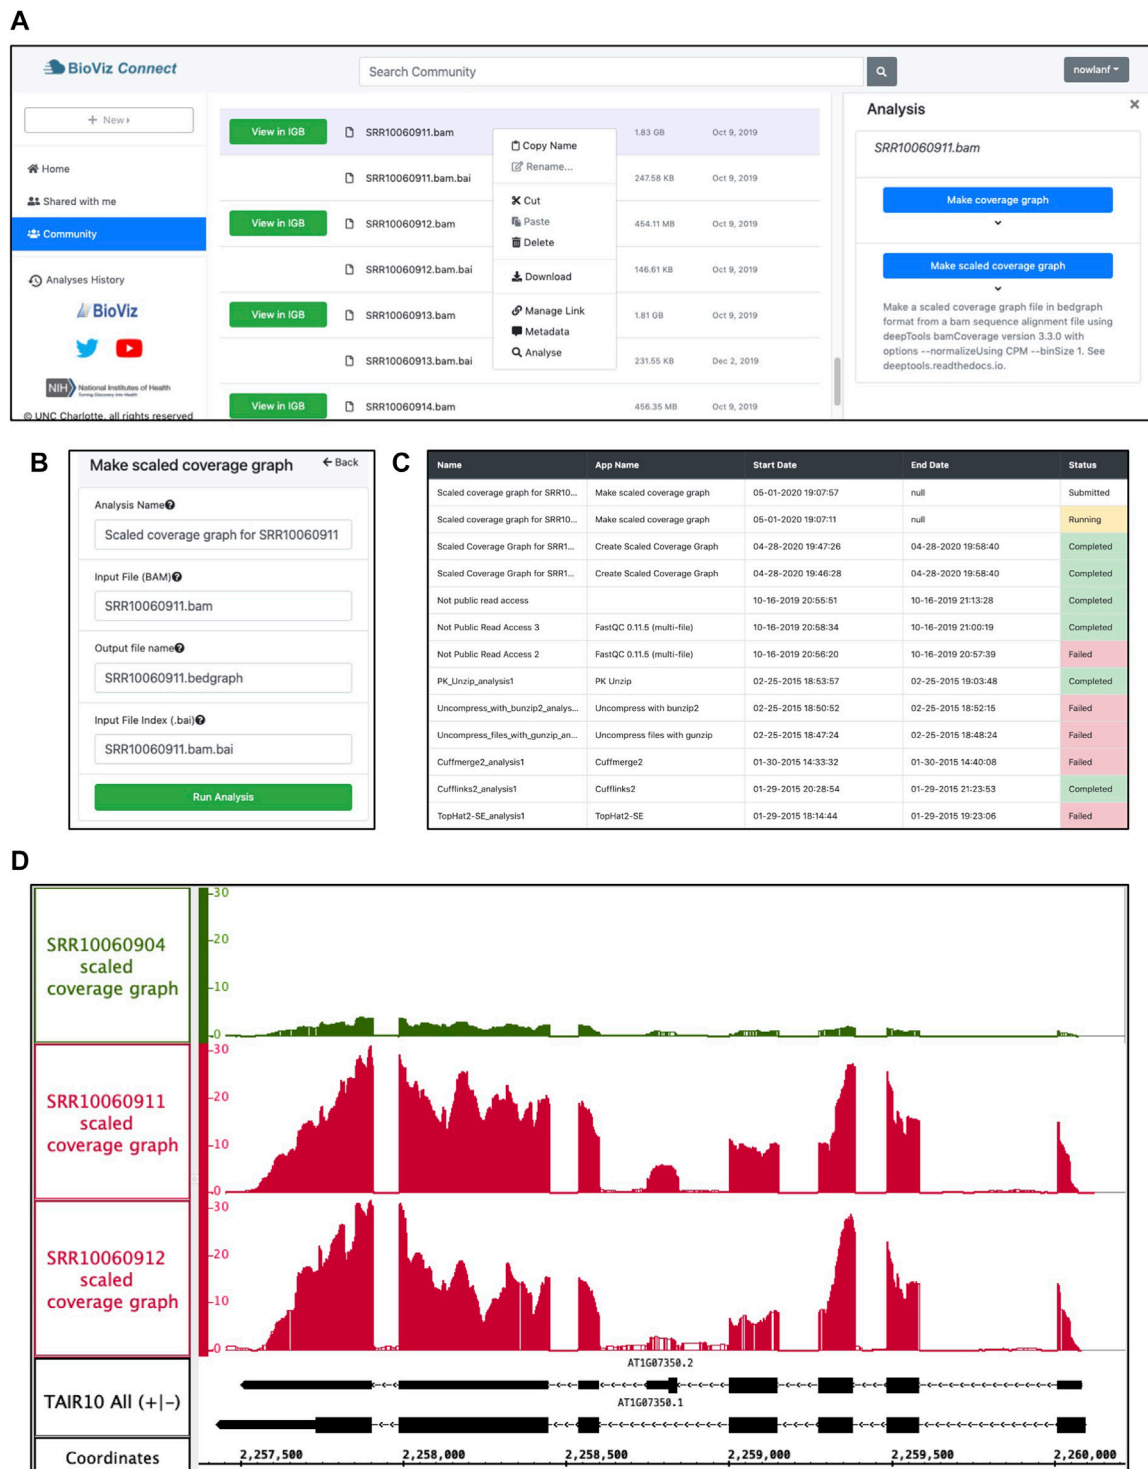 A
BioViz Connect
Search Community
nowlanf
+ New
Home
Shared with me
Community
Analyses History
BioViz
NIH National Institutes of Health
Turning Discovery Into Health
© UNC Charlotte, all rights reserved
View in IGB SRR10060911.bam 1.83 GB Oct 9, 2019
SRR10060911.bam.bai 247.58 KB Oct 9, 2019
View in IGB SRR10060912.bam 454.11 MB Oct 9, 2019
SRR10060912.bam.bai 146.61 KB Oct 9, 2019
View in IGB SRR10060913.bam 1.81 GB Oct 9, 2019
SRR10060913.bam.bai 231.55 KB Dec 2, 2019
View in IGB SRR10060914.bam 456.35 MB Oct 9, 2019
Copy Name
Rename...
Cut
Paste
Delete
Download
Manage Link
Metadata
Analyse
Analysis
SRR10060911.bam
Make coverage graph
Make scaled coverage graph
Make a scaled coverage graph file in bedgraph
format from a bam sequence alignment file using
deepTools bamCoverage version 3.3.0 with
options --normalizeUsing CPM --binSize 1. See
deeptools.readthedocs.io.
B
Make scaled coverage graph
← Back
Analysis Name
Scaled coverage graph for SRR10060911
Input File (BAM)
SRR10060911.bam
Output file name
SRR10060911.bedgraph
Input File Index (.bai)
SRR10060911.bam.bai
Run Analysis
C
Name App Name Start Date End Date Status
Scaled coverage graph for SRR10... Make scaled coverage graph 05-01-2020 19:07:57 null Submitted
Scaled coverage graph for SRR10... Make scaled coverage graph 05-01-2020 19:07:11 null Running
Scaled Coverage Graph for SRR1... Create Scaled Coverage Graph 04-28-2020 19:47:26 04-28-2020 19:58:40 Completed
Scaled Coverage Graph for SRR1... Create Scaled Coverage Graph 04-28-2020 19:46:28 04-28-2020 19:58:40 Completed
Not public read access 10-16-2019 20:55:51 10-16-2019 21:13:28 Completed
Not Public Read Access 3 FastQC 0.11.5 (multi-file) 10-16-2019 20:58:34 10-16-2019 21:00:19 Completed
Not Public Read Access 2 FastQC 0.11.5 (multi-file) 10-16-2019 20:56:20 10-16-2019 20:57:39 Failed
PK_Unzip_analysis1 PK Unzip 02-25-2015 18:53:57 02-25-2015 19:03:48 Completed
Uncompress_with_bunzip2_analys... Uncompress with bunzip2 02-25-2015 18:50:52 02-25-2015 18:52:15 Failed
Uncompress_files_with_gunzip_an... Uncompress files with gunzip 02-25-2015 18:47:24 02-25-2015 18:48:24 Failed
Cuffmerge2_analysis1 Cuffmerge2 01-30-2015 14:33:32 01-30-2015 14:40:08 Failed
Cufflinks2_analysis1 Cufflinks2 01-29-2015 20:28:54 01-29-2015 21:23:53 Completed
TopHat2-SE_analysis1 TopHat2-SE 01-29-2015 18:14:44 01-29-2015 19:23:06 Failed
D
SRR10060904
scaled
coverage graph
30
20
10
0
SRR10060911
scaled
coverage graph
30
20
10
0
SRR10060912
scaled
coverage graph
30
20
10
0
TAIR10 All (+|-)
AT1G07350.2
AT1G07350.1
Coordinates
2,257,500 2,258,000 2,258,500 2,259,000 2,259,500 2,260,000